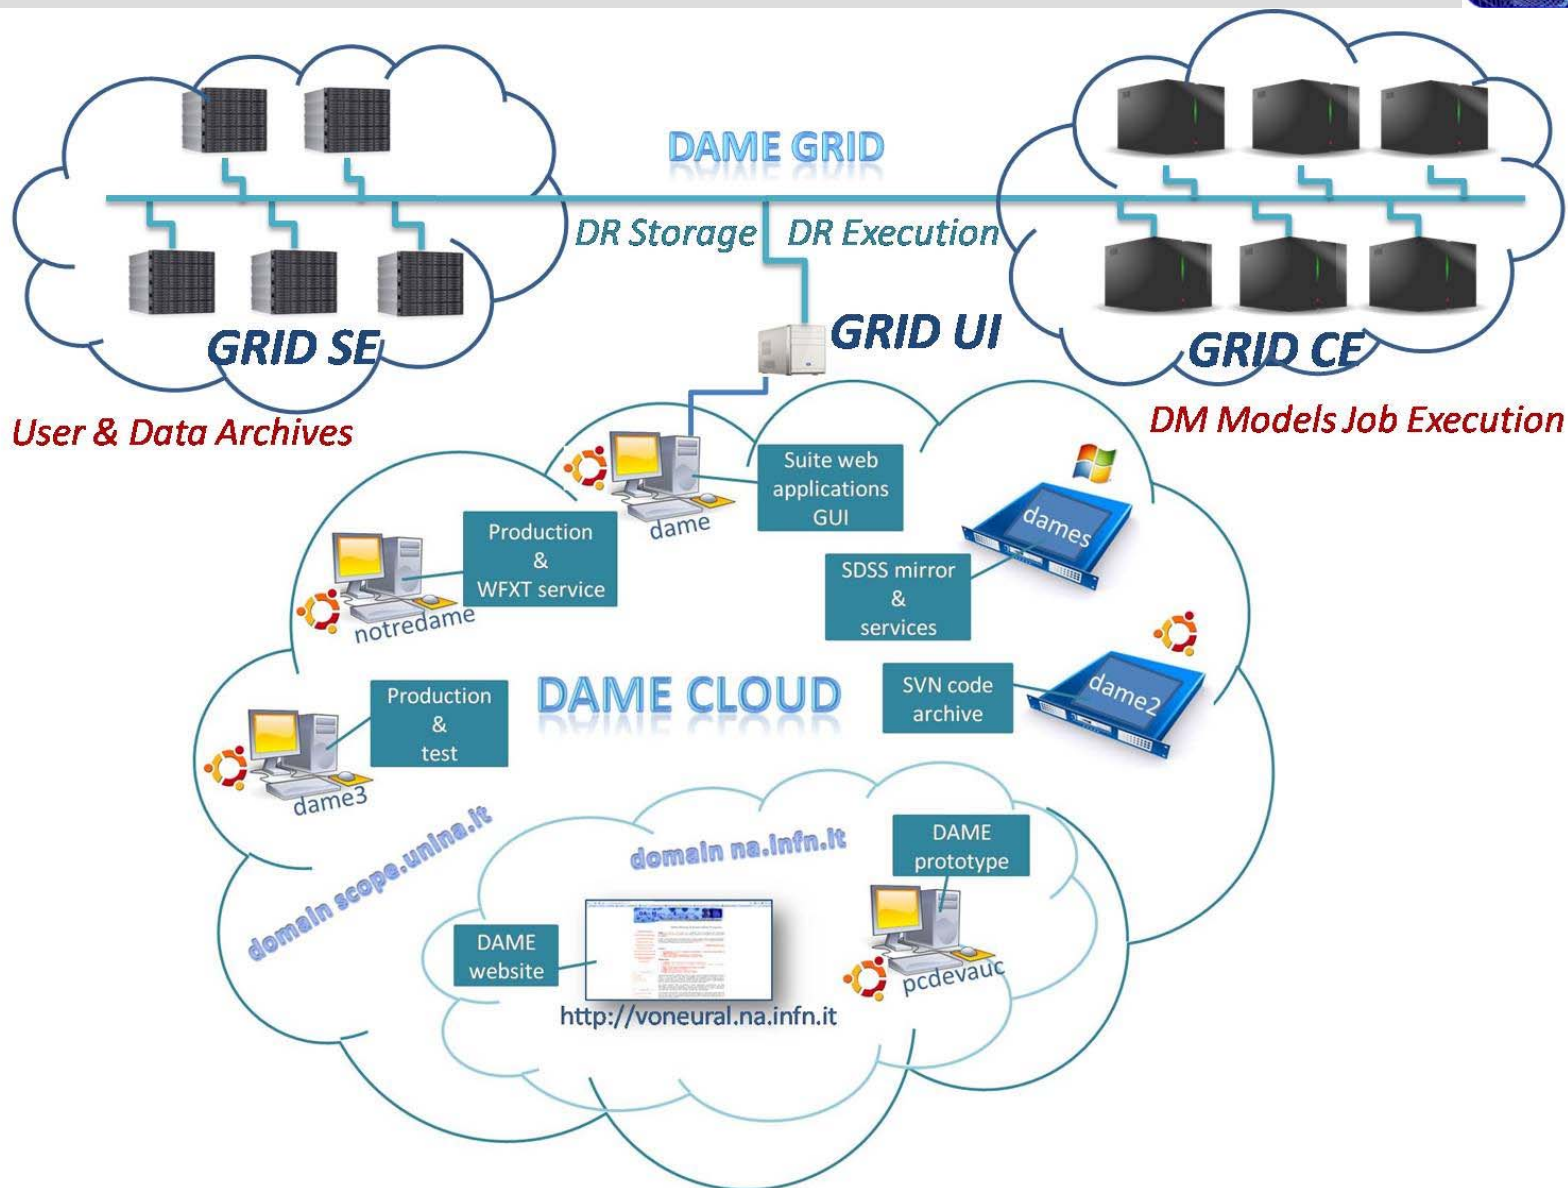 DAME GRID
DR Storage
DR Execution
GRID SE
GRID UI
GRID CE
User & Data Archives
DM Models Job Execution
Suite web
applications
GUI
dame
dames
Production
&
WFXT service
notredame
SDSS mirror
&
services
DAME CLOUD
SVN code
archive
dame2
Production
&
test
dame3
domain scope.unina.it
domain na.infn.it
DAME
prototype
DAME
website
pcdevauc
http://voneural.na.infn.it